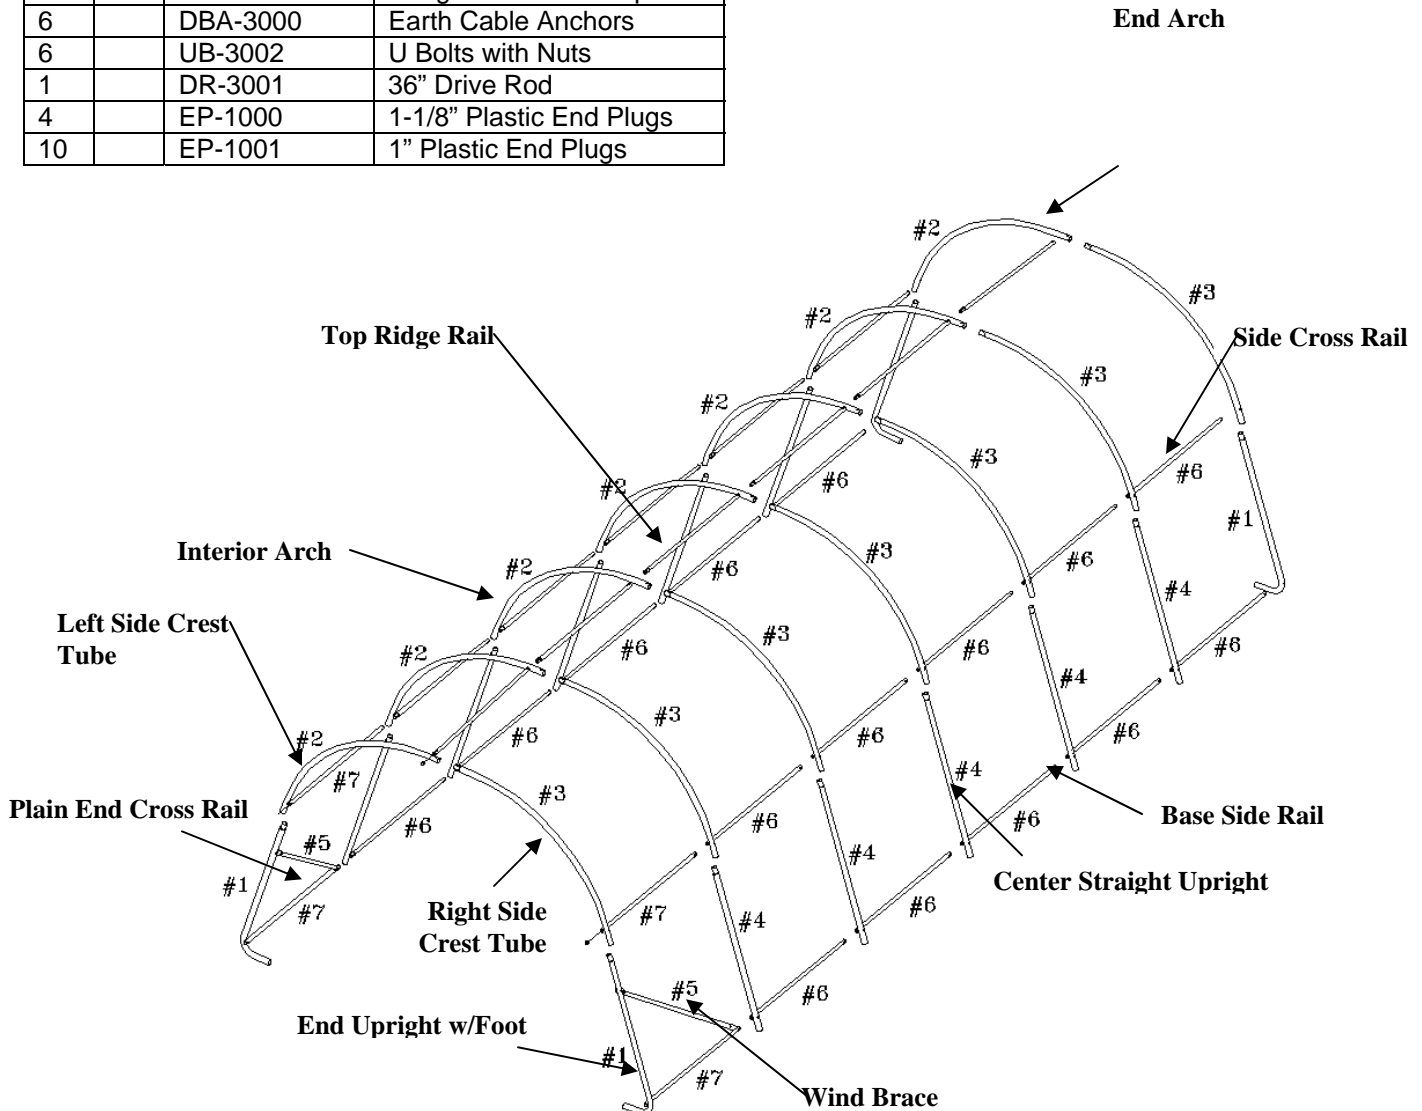 6 DBA-3000 Earth Cable Anchors
6 UB-3002 U Bolts with Nuts
1 DR-3001 36” Drive Rod
4 EP-1000 1-1/8” Plastic End Plugs
10 EP-1001 1” Plastic End Plugs
End Arch
#2
#3
#2
Top Ridge Rail
Side Cross Rail
#3
#2
#3
#6
#6
#2
#1
Interior Arch
#3
#6
#6
#2
#4
Left Side Crest
Tube
#3
#6
#6
#6
#2
#4
#3
#6
#6
#6
#2
#7
#4
#3
Plain End Cross Rail
#6
#6
#6
Base Side Rail
#5
#4
#1
#7
Right Side
Crest Tube
#7
#4
#6
Center Straight Upright
#5
#6
End Upright w/Foot
#1
#7
Wind Brace